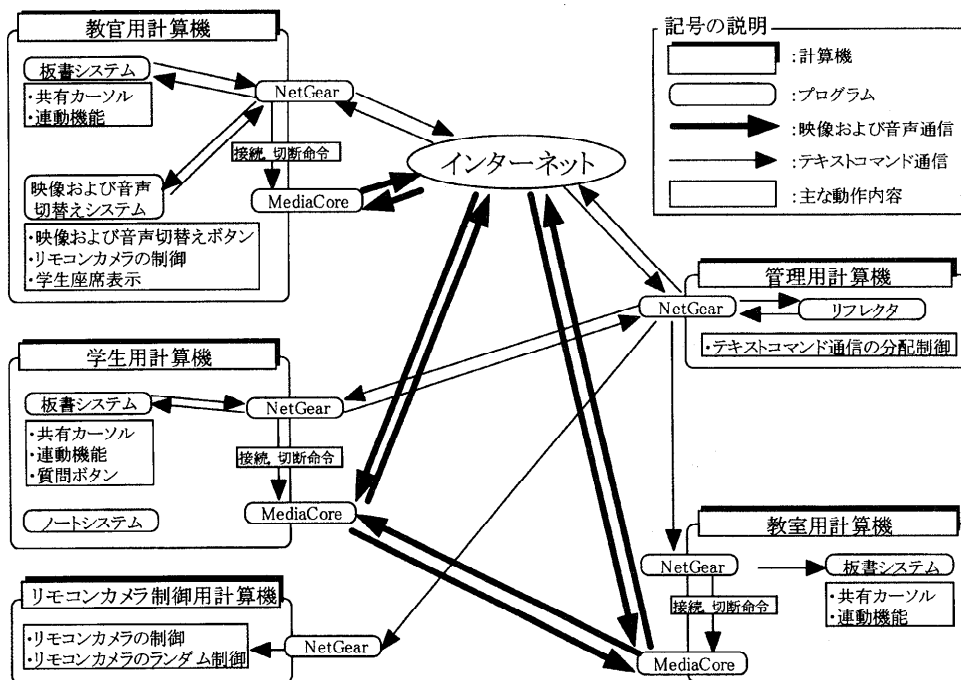 教官用計算機
板書システム
・共有カーソル
・連動機能
NetGear
接続, 切断命令
MediaCore
映像および音声
切替えシステム
・映像および音声切替えボタン
・リモコンカメラの制御
・学生座席表示
インターネット
記号の説明
:計算機
:プログラム
:映像および音声通信
:テキストコマンド通信
:主な動作内容
管理用計算機
NetGear
リフレクタ
・テキストコマンド通信の分配制御
学生用計算機
板書システム
・共有カーソル
・連動機能
・質問ボタン
NetGear
接続, 切断命令
MediaCore
ノートシステム
教室用計算機
NetGear
板書システム
・共有カーソル
・連動機能
接続, 切断命令
MediaCore
リモコンカメラ制御用計算機
・リモコンカメラの制御
・リモコンカメラのランダム制御
NetGear